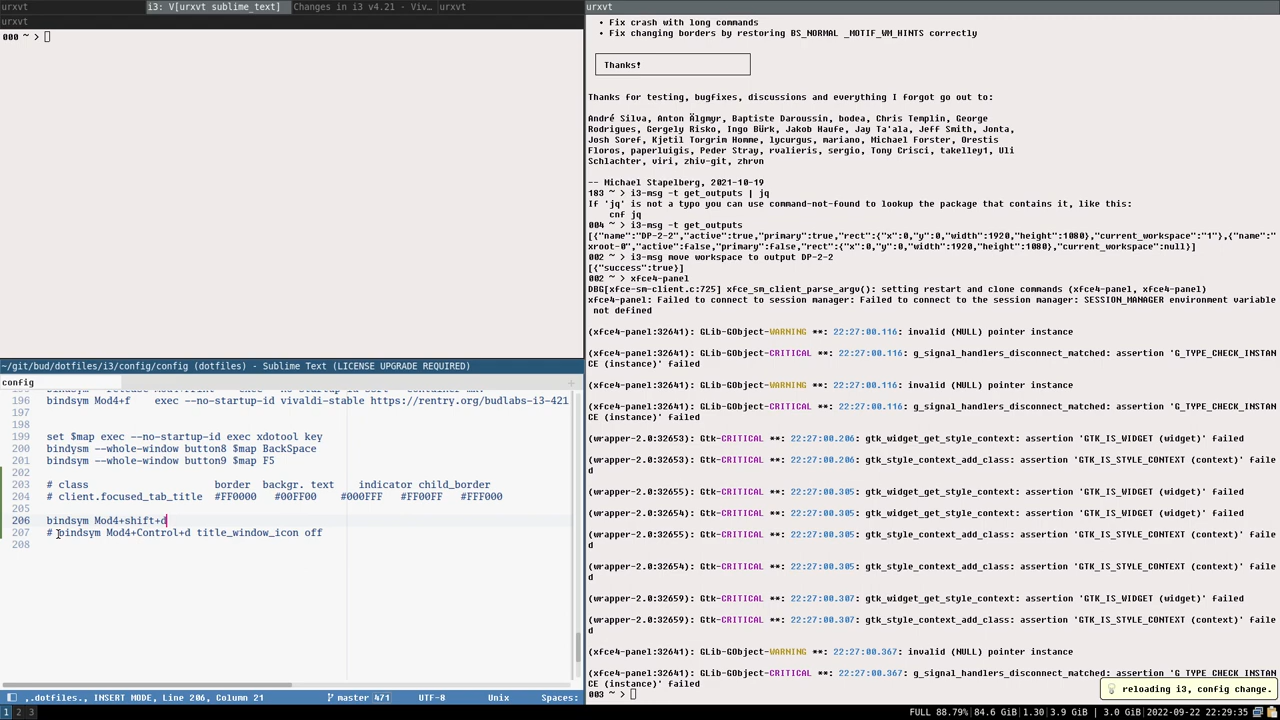 urxvt
i3: V[urxvt sublime_text]
Changes in i3 v4.21 - Viv…
urxvt
urxvt
000 ~ >
~/git/bud/dotfiles/i3/config/config (dotfiles) - Sublime Text (LICENSE UPGRADE REQUIRED)
config
196 bindsym Mod4+f    exec --no-startup-id vivaldi-stable https://rentry.org/budlabs-i3-421
197
198
199 set $map exec --no-startup-id exec xdotool key
200 bindysm --whole-window button8 $map BackSpace
201 bindsym --whole-window button9 $map F5
202
203 # class                     border  backgr. text    indicator child_border
204 # client.focused_tab_title  #FF0000   #00FF00    #000FFF   #FF00FF   #FFF000
205
206 bindsym Mod4+shift+d
207 # bindsym Mod4+Control+d title_window_icon off
208
,.dotfiles., INSERT MODE, Line 206, Column 21
master 471
UTF-8
Unix
Spaces:
urxvt
• Fix crash with long commands
• Fix changing borders by restoring BS_NORMAL _MOTIF_WM_HINTS correctly
Thanks!
Thanks for testing, bugfixes, discussions and everything I forgot go out to:
André Silva, Anton Älgmyr, Baptiste Daroussin, bodea, Chris Templin, George
Rodrigues, Gergely Risko, Ingo Bürk, Jakob Haufe, Jay Ta'ala, Jeff Smith, Jonta,
Josh Soref, Kjetil Torgrim Homme, lycurgus, mariano, Michael Forster, Orestis
Floros, paperluigis, Peder Stray, rvalieris, sergio, Tony Crisci, takelley1, Uli
Schlachter, viri, zhiv-git, zhrvn
-- Michael Stapelberg, 2021-10-19
183 ~ > i3-msg -t get_outputs | jq
If 'jq' is not a typo you can use command-not-found to lookup the package that contains it, like this:
cnf jq
004 ~ > i3-msg -t get_outputs
[{"name":"DP-2-2","active":true,"primary":true,"rect":{"x":0,"y":0,"width":1920,"height":1080},"current_workspace":"1"},{"name":"
xroot-0","active":false,"primary":false,"rect":{"x":0,"y":0,"width":1920,"height":1080},"current_workspace":null}]
002 ~ > i3-msg move workspace to output DP-2-2
[{"success":true}]
002 ~ > xfce4-panel
DBG[xfce-sm-client.c:725] xfce_sm_client_parse_argv(): setting restart and clone commands (xfce4-panel, xfce4-panel)
xfce4-panel: Failed to connect to session manager: Failed to connect to the session manager: SESSION_MANAGER environment variable
not defined
(xfce4-panel:32641): GLib-GObject-WARNING **: 22:27:00.116: invalid (NULL) pointer instance
(xfce4-panel:32641): GLib-GObject-CRITICAL **: 22:27:00.116: g_signal_handlers_disconnect_matched: assertion 'G_TYPE_CHECK_INSTAN
CE (instance)' failed
(xfce4-panel:32641): GLib-GObject-WARNING **: 22:27:00.116: invalid (NULL) pointer instance
(xfce4-panel:32641): GLib-GObject-CRITICAL **: 22:27:00.116: g_signal_handlers_disconnect_matched: assertion 'G_TYPE_CHECK_INSTAN
CE (instance)' failed
(wrapper-2.0:32653): Gtk-CRITICAL **: 22:27:00.206: gtk_widget_get_style_context: assertion 'GTK_IS_WIDGET (widget)' failed
(wrapper-2.0:32653): Gtk-CRITICAL **: 22:27:00.206: gtk_style_context_add_class: assertion 'GTK_IS_STYLE_CONTEXT (context)' faile
d
(wrapper-2.0:32655): Gtk-CRITICAL **: 22:27:00.305: gtk_widget_get_style_context: assertion 'GTK_IS_WIDGET (widget)' failed
(wrapper-2.0:32654): Gtk-CRITICAL **: 22:27:00.305: gtk_widget_get_style_context: assertion 'GTK_IS_WIDGET (widget)' failed
(wrapper-2.0:32655): Gtk-CRITICAL **: 22:27:00.305: gtk_style_context_add_class: assertion 'GTK_IS_STYLE_CONTEXT (context)' faile
d
(wrapper-2.0:32654): Gtk-CRITICAL **: 22:27:00.305: gtk_style_context_add_class: assertion 'GTK_IS_STYLE_CONTEXT (context)' faile
d
(wrapper-2.0:32659): Gtk-CRITICAL **: 22:27:00.307: gtk_widget_get_style_context: assertion 'GTK_IS_WIDGET (widget)' failed
(wrapper-2.0:32659): Gtk-CRITICAL **: 22:27:00.307: gtk_style_context_add_class: assertion 'GTK_IS_STYLE_CONTEXT (context)' faile
d
(xfce4-panel:32641): GLib-GObject-WARNING **: 22:27:00.367: invalid (NULL) pointer instance
(xfce4-panel:32641): GLib-GObject-CRITICAL **: 22:27:00.367: g_signal_handlers_disconnect_matched: assertion 'G_TYPE_CHECK_INSTAN
CE (instance)' failed
003 ~ >
reloading i3, config change.
1 2 3
FULL 88.79%|84.6 GiB|1.30|3.9 GiB | 3.0 GiB|2022-09-22 22:29:35